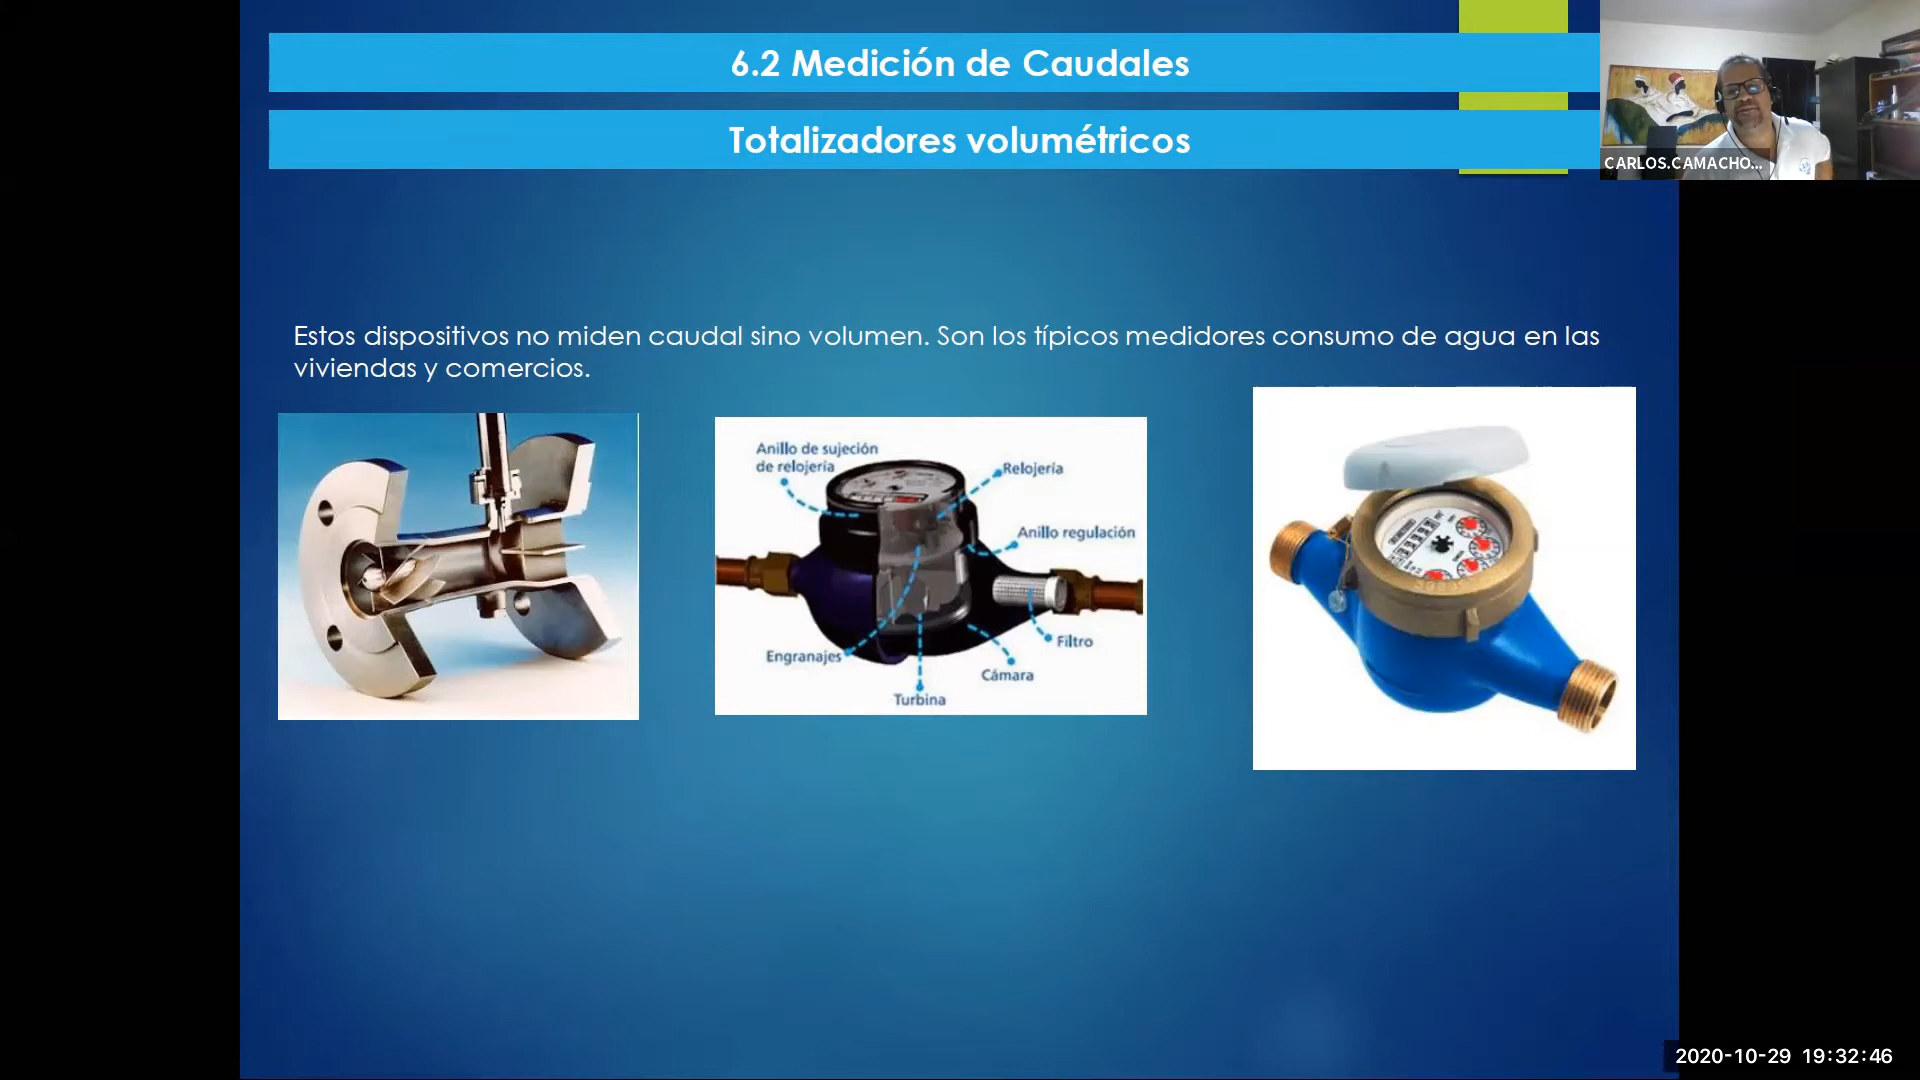 6.2 Medición de Caudales
Totalizadores volumétricos
CARLOS.CAMACHO...
Estos dispositivos no miden caudal sino volumen. Son los típicos medidores consumo de agua en las
viviendas y comercios.
Anillo de sujeción
de relojería
Relojería
Anillo regulación
Filtro
Engranajes
Cámara
Turbina
2020-10-29 19:32:46